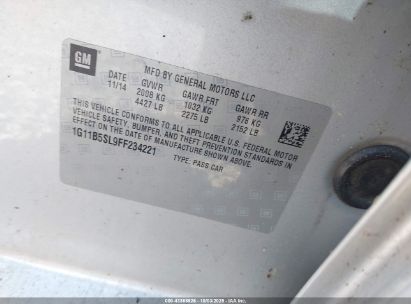 GM
MFD BY GENERAL MOTORS LLC
DATE GVWR GAWR FRT GAWR RR
11/14 2008 KG 1032 KG 976 KG
4427 LB 2275 LB 2152 LB
THIS VEHICLE CONFORMS TO ALL APPLICABLE U.S. FEDERAL MOTOR
VEHICLE SAFETY, BUMPER, AND THEFT PREVENTION STANDARDS IN
EFFECT ON THE DATE OF MANUFACTURE SHOWN ABOVE.
1G11B5SL9FF234221 TYPE: PASS CAR